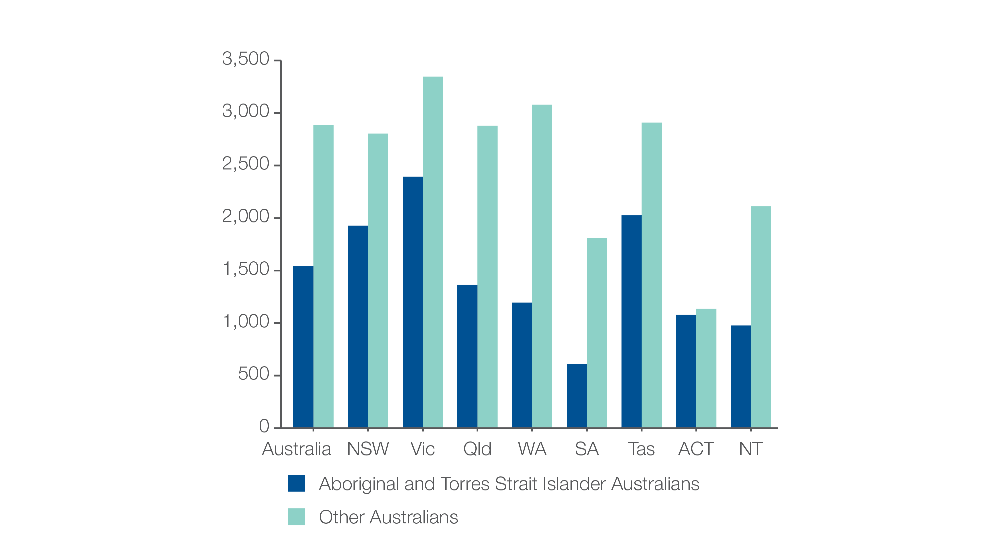 3,500
3,000
2,500
2,000
1,500
1,000
500
0
Australia NSW Vic Qld WA SA Tas ACT NT
Aboriginal and Torres Strait Islander Australians
Other Australians